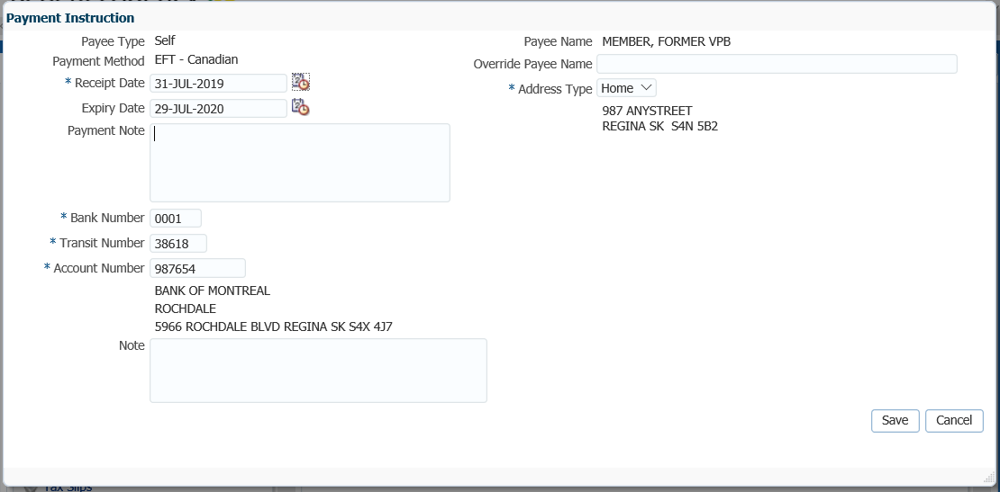 Payment Instruction
Payee Type Self
Payment Method EFT - Canadian
* Receipt Date 31-JUL-2019
Expiry Date 29-JUL-2020
Payment Note
* Bank Number 0001
* Transit Number 38618
* Account Number 987654
BANK OF MONTREAL
ROCHDALE
5966 ROCHDALE BLVD REGINA SK S4X 4J7
Note
Payee Name MEMBER, FORMER VPB
Override Payee Name
* Address Type Home
987 ANYSTREET
REGINA SK S4N 5B2
Save Cancel
Tax Slips